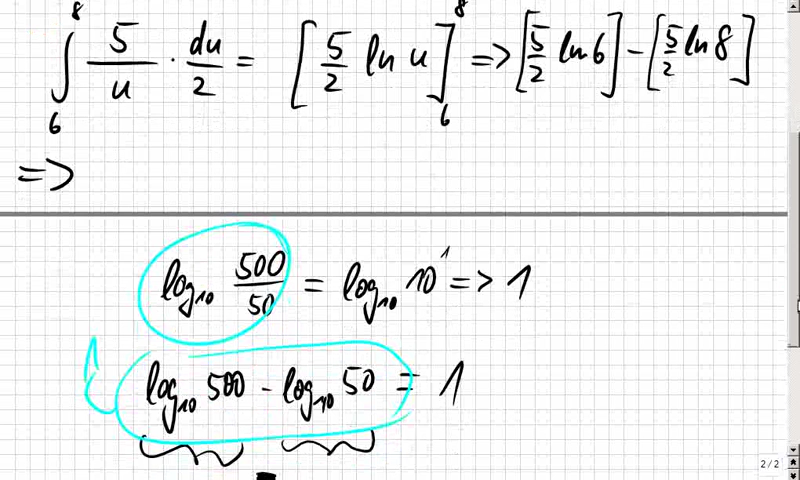 ∫₆⁸ 5/u · du/2 = [5/2 ln u]₆⁸ => [5/2 ln 6] - [5/2 ln 8]
=>
log₁₀ 500/50 = log₁₀ 10¹ => 1
log₁₀ 500 - log₁₀ 50 = 1
2/2